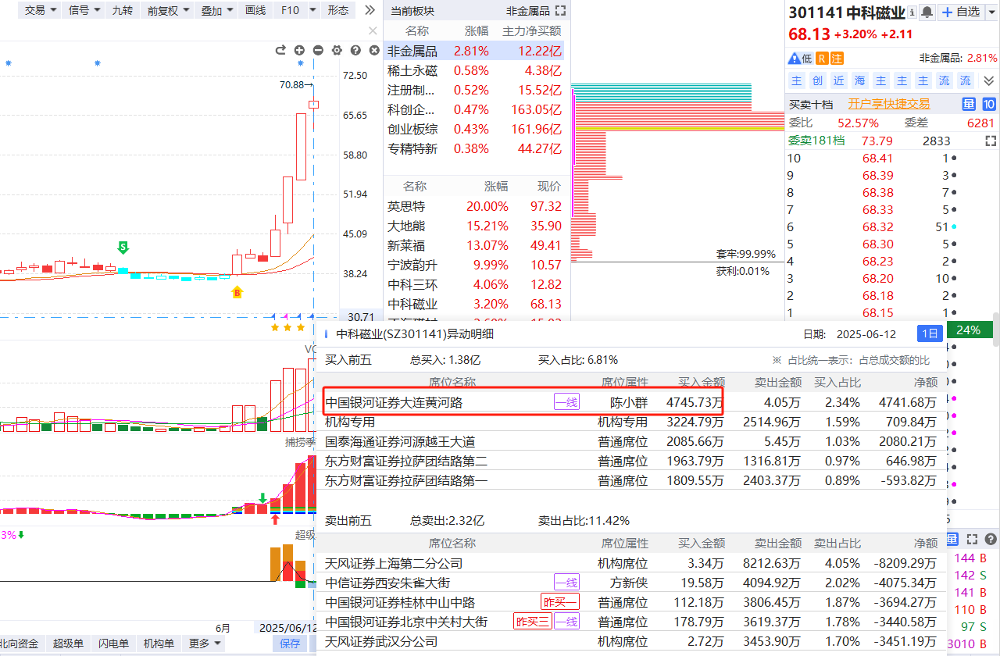 交易 信号 九转 前复权 叠加 画线 F10 形态
72.50
70.88→
65.65
58.80
51.94
45.09
38.24
30.71
S
B
捕捞季
3%
超级
6月 2025/06/12
北向资金 超级单 闪电单 机构单 更多 保存
当前板块 非金属品
名称 涨幅 主力净买额
非金属品 2.81% 12.22亿
稀土永磁 0.58% 4.38亿
注册制... 0.52% 15.52亿
科创企... 0.47% 163.05亿
创业板综 0.43% 161.96亿
专精特新 0.38% 44.27亿
名称 涨幅 现价
英思特 20.00% 97.32
大地熊 15.21% 35.90
新莱福 13.07% 49.41
宁波韵升 9.99% 10.57
中科三环 4.06% 12.82
中科磁业 3.20% 68.13
套牢:99.99%
获利:0.01%
301141 中科磁业 自选
68.13 +3.20% +2.11
低 R 注 非金属品: 2.81%
主 创 近 海 主 主 主 流 流
买卖十档 开户享快捷交易 量 10
委比 52.57% 委差 6281
委卖181档 73.79 2833
10 68.41 1
9 68.39 3
8 68.38 7
7 68.33 5
6 68.32 51
5 68.30 5
4 68.23 2
3 68.20 10
2 68.18 2
1 68.15 1
24%
中科磁业(SZ301141)异动明细 日期: 2025-06-12 1日
买入前五 总买入: 1.38亿 买入占比: 6.81% ※ 占比统一表示：占总成交额的比
席位名称 席位属性 买入金额 卖出金额 买入占比 净额
中国银河证券大连黄河路 一线 陈小群 4745.73万 4.05万 2.34% 4741.68万
机构专用 机构专用 3224.79万 2514.96万 1.59% 709.84万
国泰海通证券河源越王大道 普通席位 2085.66万 5.45万 1.03% 2080.21万
东方财富证券拉萨团结路第二 普通席位 1963.79万 1316.81万 0.97% 646.98万
东方财富证券拉萨团结路第一 普通席位 1809.55万 2403.37万 0.89% -593.82万
卖出前五 总卖出:2.32亿 卖出占比:11.42%
席位名称 席位属性 买入金额 卖出金额 卖出占比 净额
天风证券上海第二分公司 机构席位 3.34万 8212.63万 4.05% -8209.29万
中信证券西安朱雀大街 一线 方新侠 19.58万 4094.92万 2.02% -4075.34万
中国银河证券桂林中山中路 昨买一 普通席位 112.18万 3806.45万 1.87% -3694.27万
中国银河证券北京中关村大街 昨买三 一线 普通席位 178.79万 3619.37万 1.78% -3440.58万
天风证券武汉分公司 机构席位 2.72万 3453.90万 1.70% -3451.19万
量
144 B
142 S
141 B
110 B
97 S
3010 B